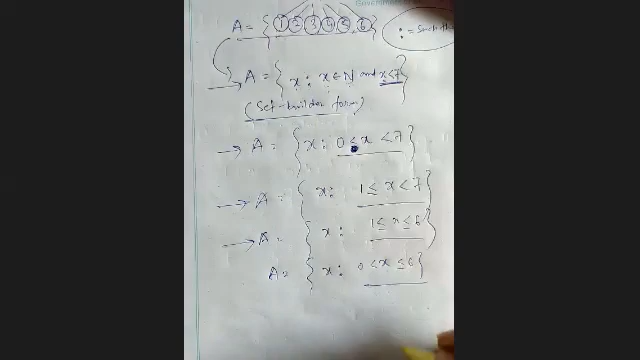 A = { 1 2 3 4 5, 6 }
: = Such
→ A = { x : x ∈ N and x<7 }
(Set-builder form)
→ A = { x : 0 ≤ x < 7 }
→ A = { x : 1 ≤ x < 7 }
→ A = { x : 1 ≤ x ≤ 6 }
A = { x : 0 < x ≤ 6 }